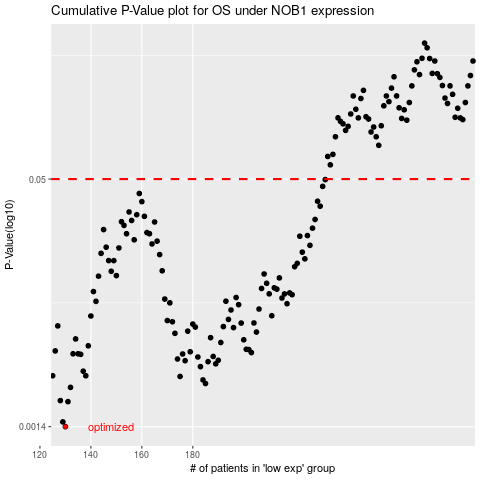 Cumulative P-Value plot for OS under NOB1 expression
P-Value(log10)
0.05
0.0014
optimized
120 140 160 180
# of patients in 'low exp' group